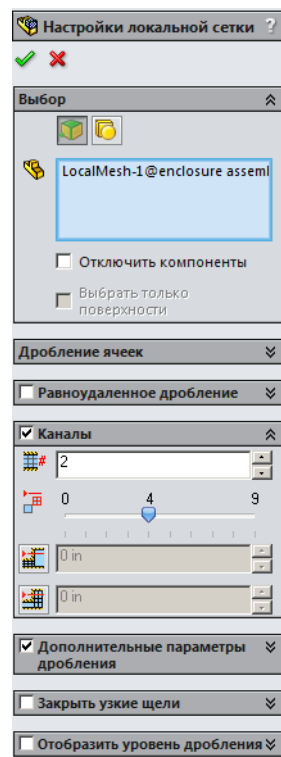 Настройки локальной сетки ?
Выбор
LocalMesh-1@enclosure asseml
Отключить компоненты
Выбрать только
поверхности
Дробление ячеек
Равноудаленное дробление
Каналы
2
0 4 9
0 in
0 in
Дополнительные параметры
дробления
Закрыть узкие щели
Отобразить уровень дробления